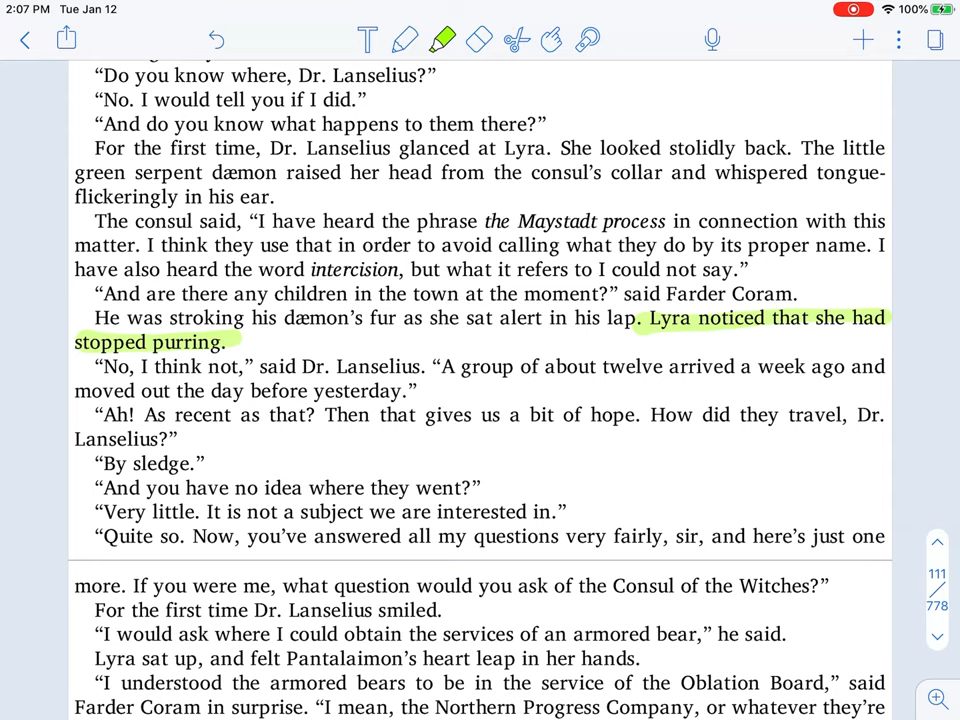 2:07 PM Tue Jan 12
100%
“Do you know where, Dr. Lanselius?”
“No. I would tell you if I did.”
“And do you know what happens to them there?”
For the first time, Dr. Lanselius glanced at Lyra. She looked stolidly back. The little
green serpent dæmon raised her head from the consul’s collar and whispered tongue-
flickeringly in his ear.
The consul said, “I have heard the phrase the Maystadt process in connection with this
matter. I think they use that in order to avoid calling what they do by its proper name. I
have also heard the word intercision, but what it refers to I could not say.”
“And are there any children in the town at the moment?” said Farder Coram.
He was stroking his dæmon’s fur as she sat alert in his lap. Lyra noticed that she had
stopped purring.
“No, I think not,” said Dr. Lanselius. “A group of about twelve arrived a week ago and
moved out the day before yesterday.”
“Ah! As recent as that? Then that gives us a bit of hope. How did they travel, Dr.
Lanselius?”
“By sledge.”
“And you have no idea where they went?”
“Very little. It is not a subject we are interested in.”
“Quite so. Now, you’ve answered all my questions very fairly, sir, and here’s just one
more. If you were me, what question would you ask of the Consul of the Witches?”
For the first time Dr. Lanselius smiled.
“I would ask where I could obtain the services of an armored bear,” he said.
Lyra sat up, and felt Pantalaimon’s heart leap in her hands.
“I understood the armored bears to be in the service of the Oblation Board,” said
Farder Coram in surprise. “I mean, the Northern Progress Company, or whatever they’re
111
/
778